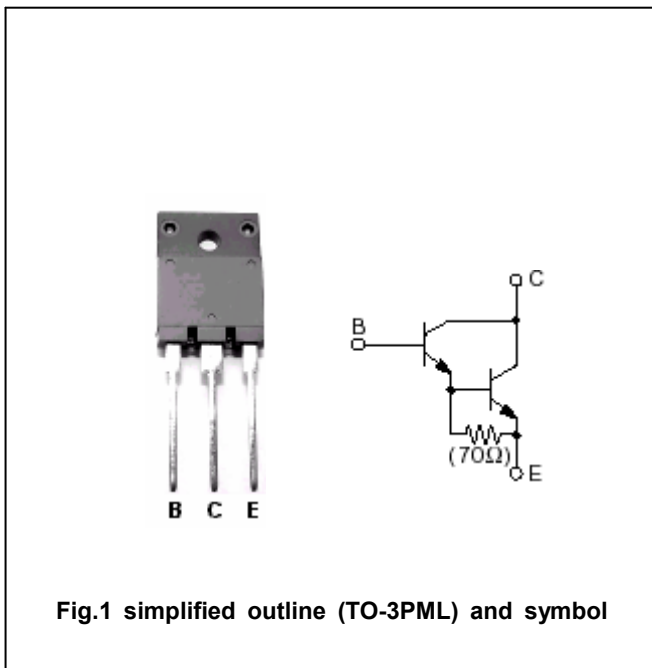 C
B
(70Ω)
E
B C E
Fig.1 simplified outline (TO-3PML) and symbol